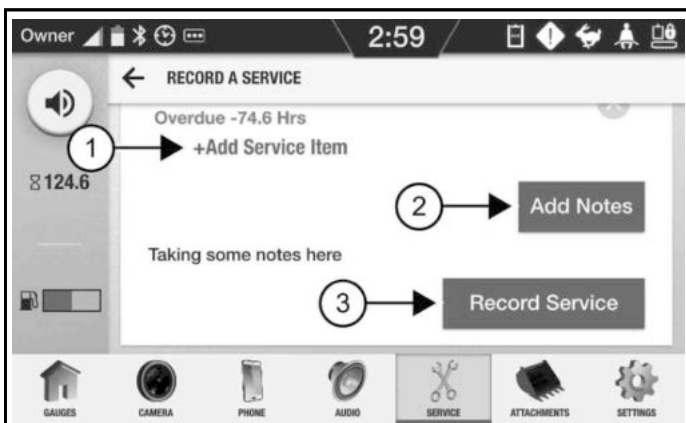 Owner 2:59
RECORD A SERVICE
Overdue -74.6 Hrs
1 +Add Service Item
124.6
2 Add Notes
Taking some notes here
3 Record Service
GAUGES CAMERA PHONE AUDIO SERVICE ATTACHMENTS SETTINGS